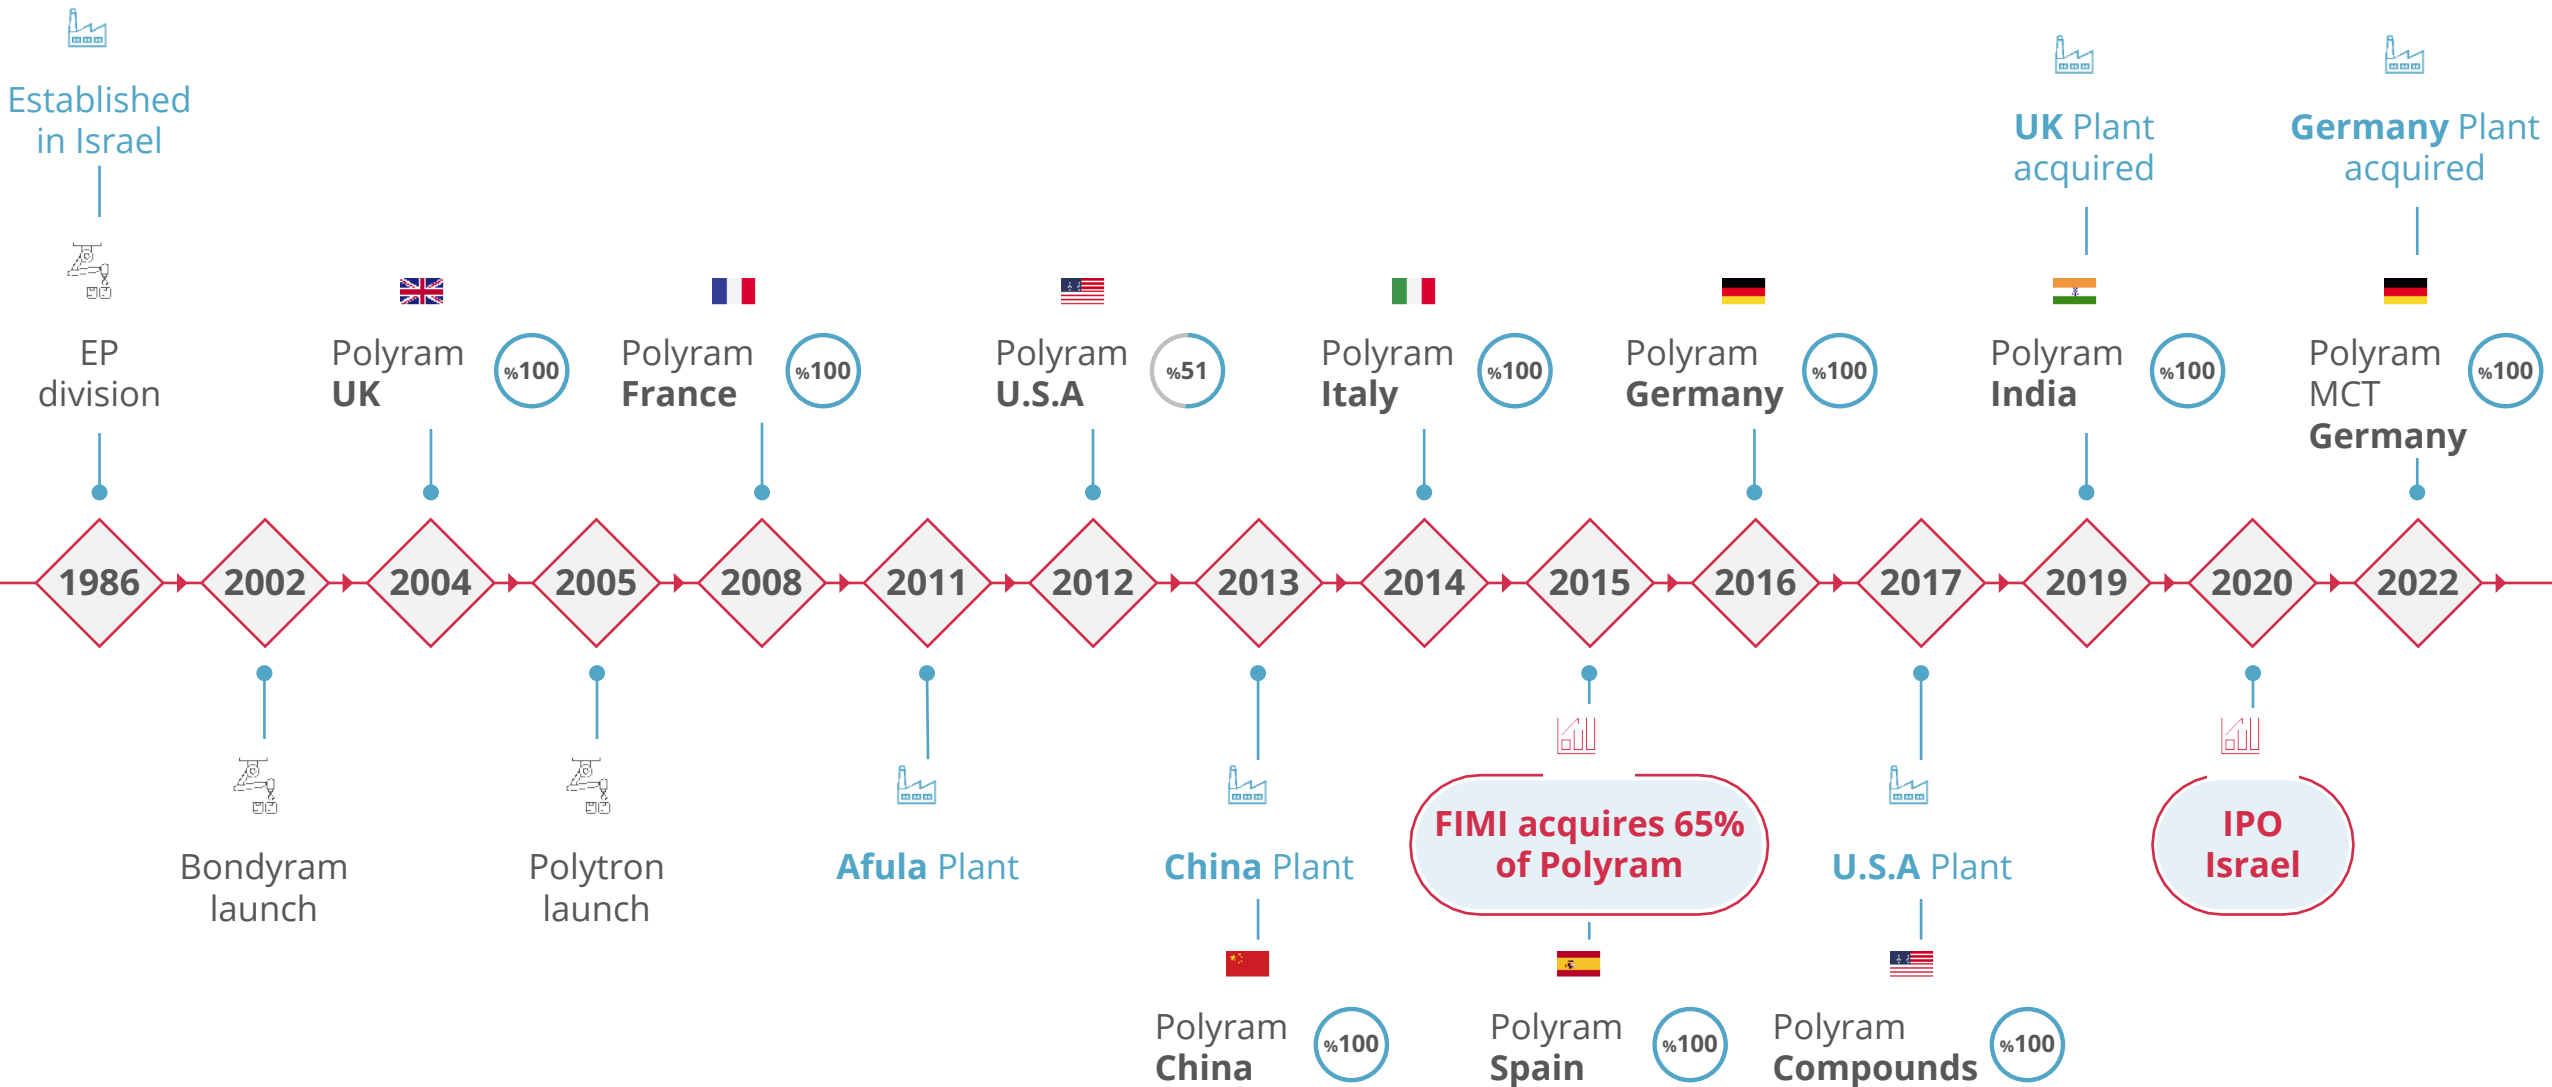 Established
in Israel
EP
division
Polyram
UK
%100
Polyram
France
%100
Polyram
U.S.A
%51
Polyram
Italy
%100
Polyram
Germany
%100
UK Plant
acquired
Polyram
India
%100
Germany Plant
acquired
Polyram
MCT
Germany
%100
1986
2002
2004
2005
2008
2011
2012
2013
2014
2015
2016
2017
2019
2020
2022
Bondyram
launch
Polytron
launch
Afula Plant
China Plant
Polyram
China
%100
FIMI acquires 65%
of Polyram
Polyram
Spain
%100
U.S.A Plant
Polyram
Compounds
%100
IPO
Israel